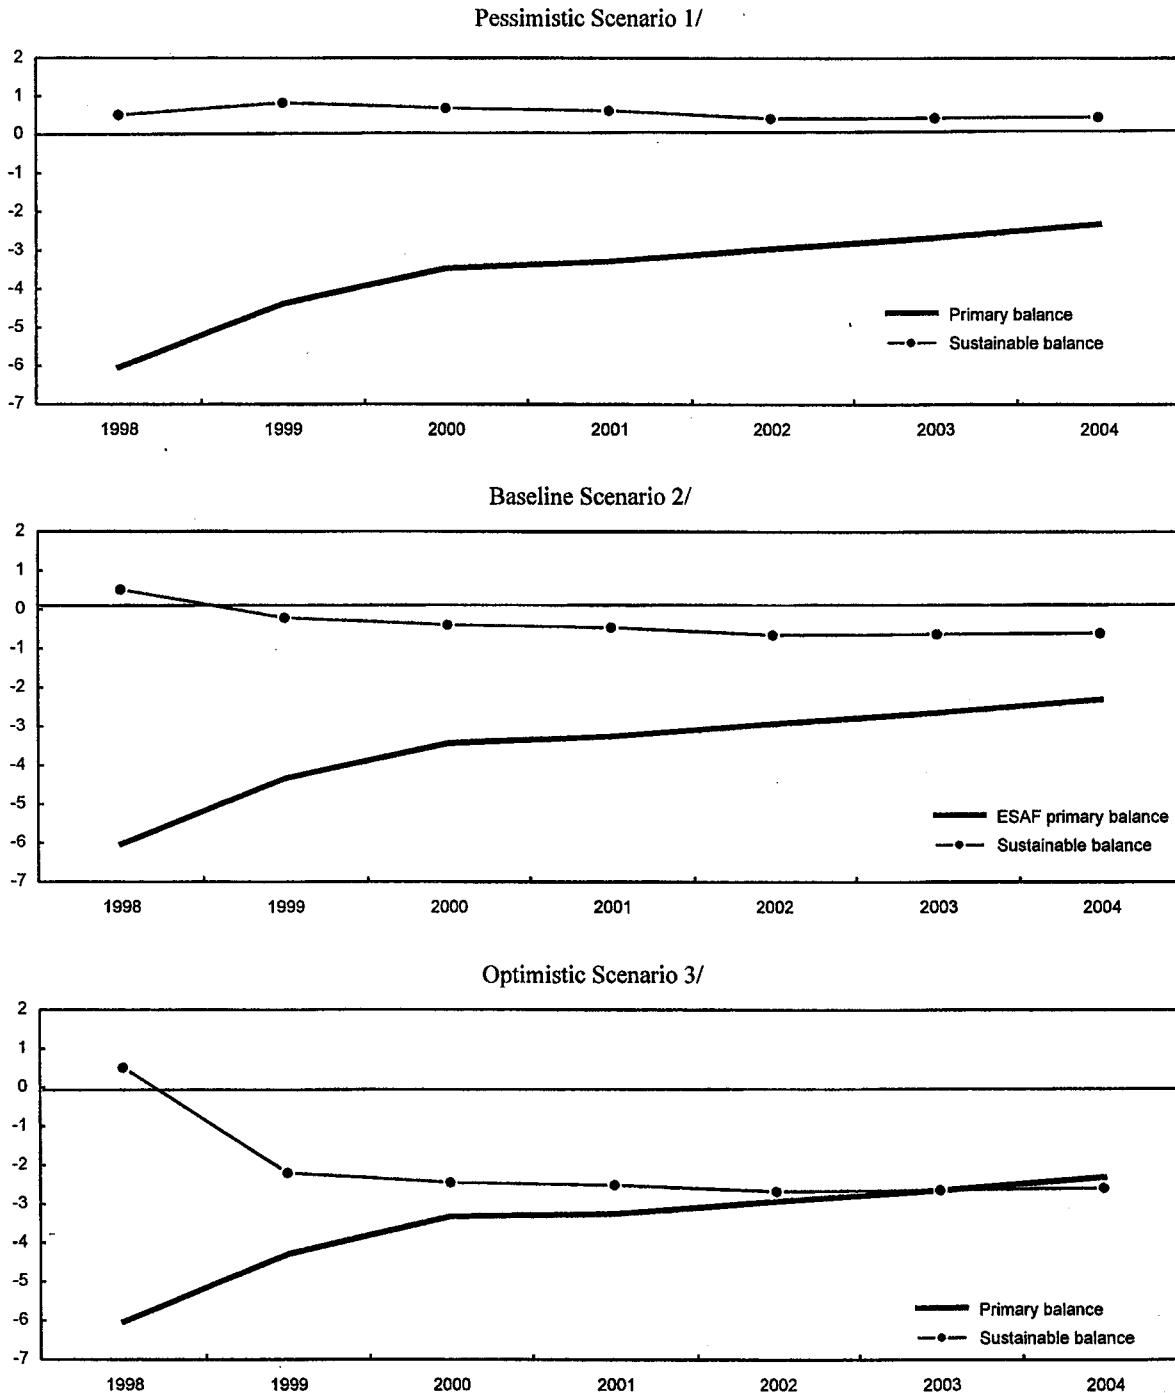 Pessimistic Scenario 1/
2
1
0
-1
-2
-3
-4
-5
-6
-7
Primary balance
Sustainable balance
1998 1999 2000 2001 2002 2003 2004
Baseline Scenario 2/
2
1
0
-1
-2
-3
-4
-5
-6
-7
ESAF primary balance
Sustainable balance
1998 1999 2000 2001 2002 2003 2004
Optimistic Scenario 3/
2
1
0
-1
-2
-3
-4
-5
-6
-7
Primary balance
Sustainable balance
1998 1999 2000 2001 2002 2003 2004